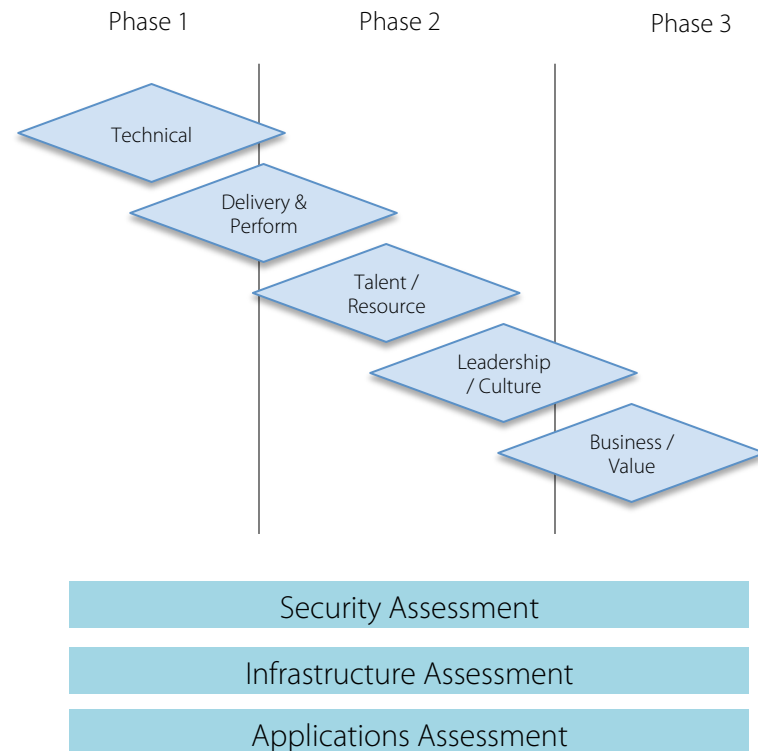 Phase 1
Phase 2
Phase 3
Technical
Delivery &
Perform
Talent /
Resource
Leadership
/ Culture
Business /
Value
Security Assessment
Infrastructure Assessment
Applications Assessment